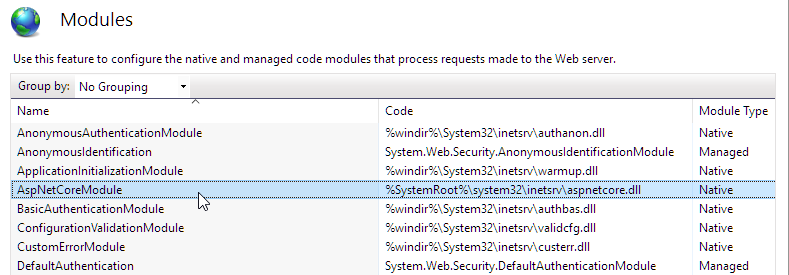 Modules
Use this feature to configure the native and managed code modules that process requests made to the Web server.
Group by: No Grouping
Name Code Module Type
AnonymousAuthenticationModule %windir%\System32\inetsrv\authanon.dll Native
AnonymousIdentification System.Web.Security.AnonymousIdentificationModule Managed
ApplicationInitializationModule %windir%\System32\inetsrv\warmup.dll Native
AspNetCoreModule %SystemRoot%\system32\inetsrv\aspnetcore.dll Native
BasicAuthenticationModule %windir%\System32\inetsrv\authbas.dll Native
ConfigurationValidationModule %windir%\System32\inetsrv\validcfg.dll Native
CustomErrorModule %windir%\System32\inetsrv\custerr.dll Native
DefaultAuthentication System.Web.Security.DefaultAuthenticationModule Managed